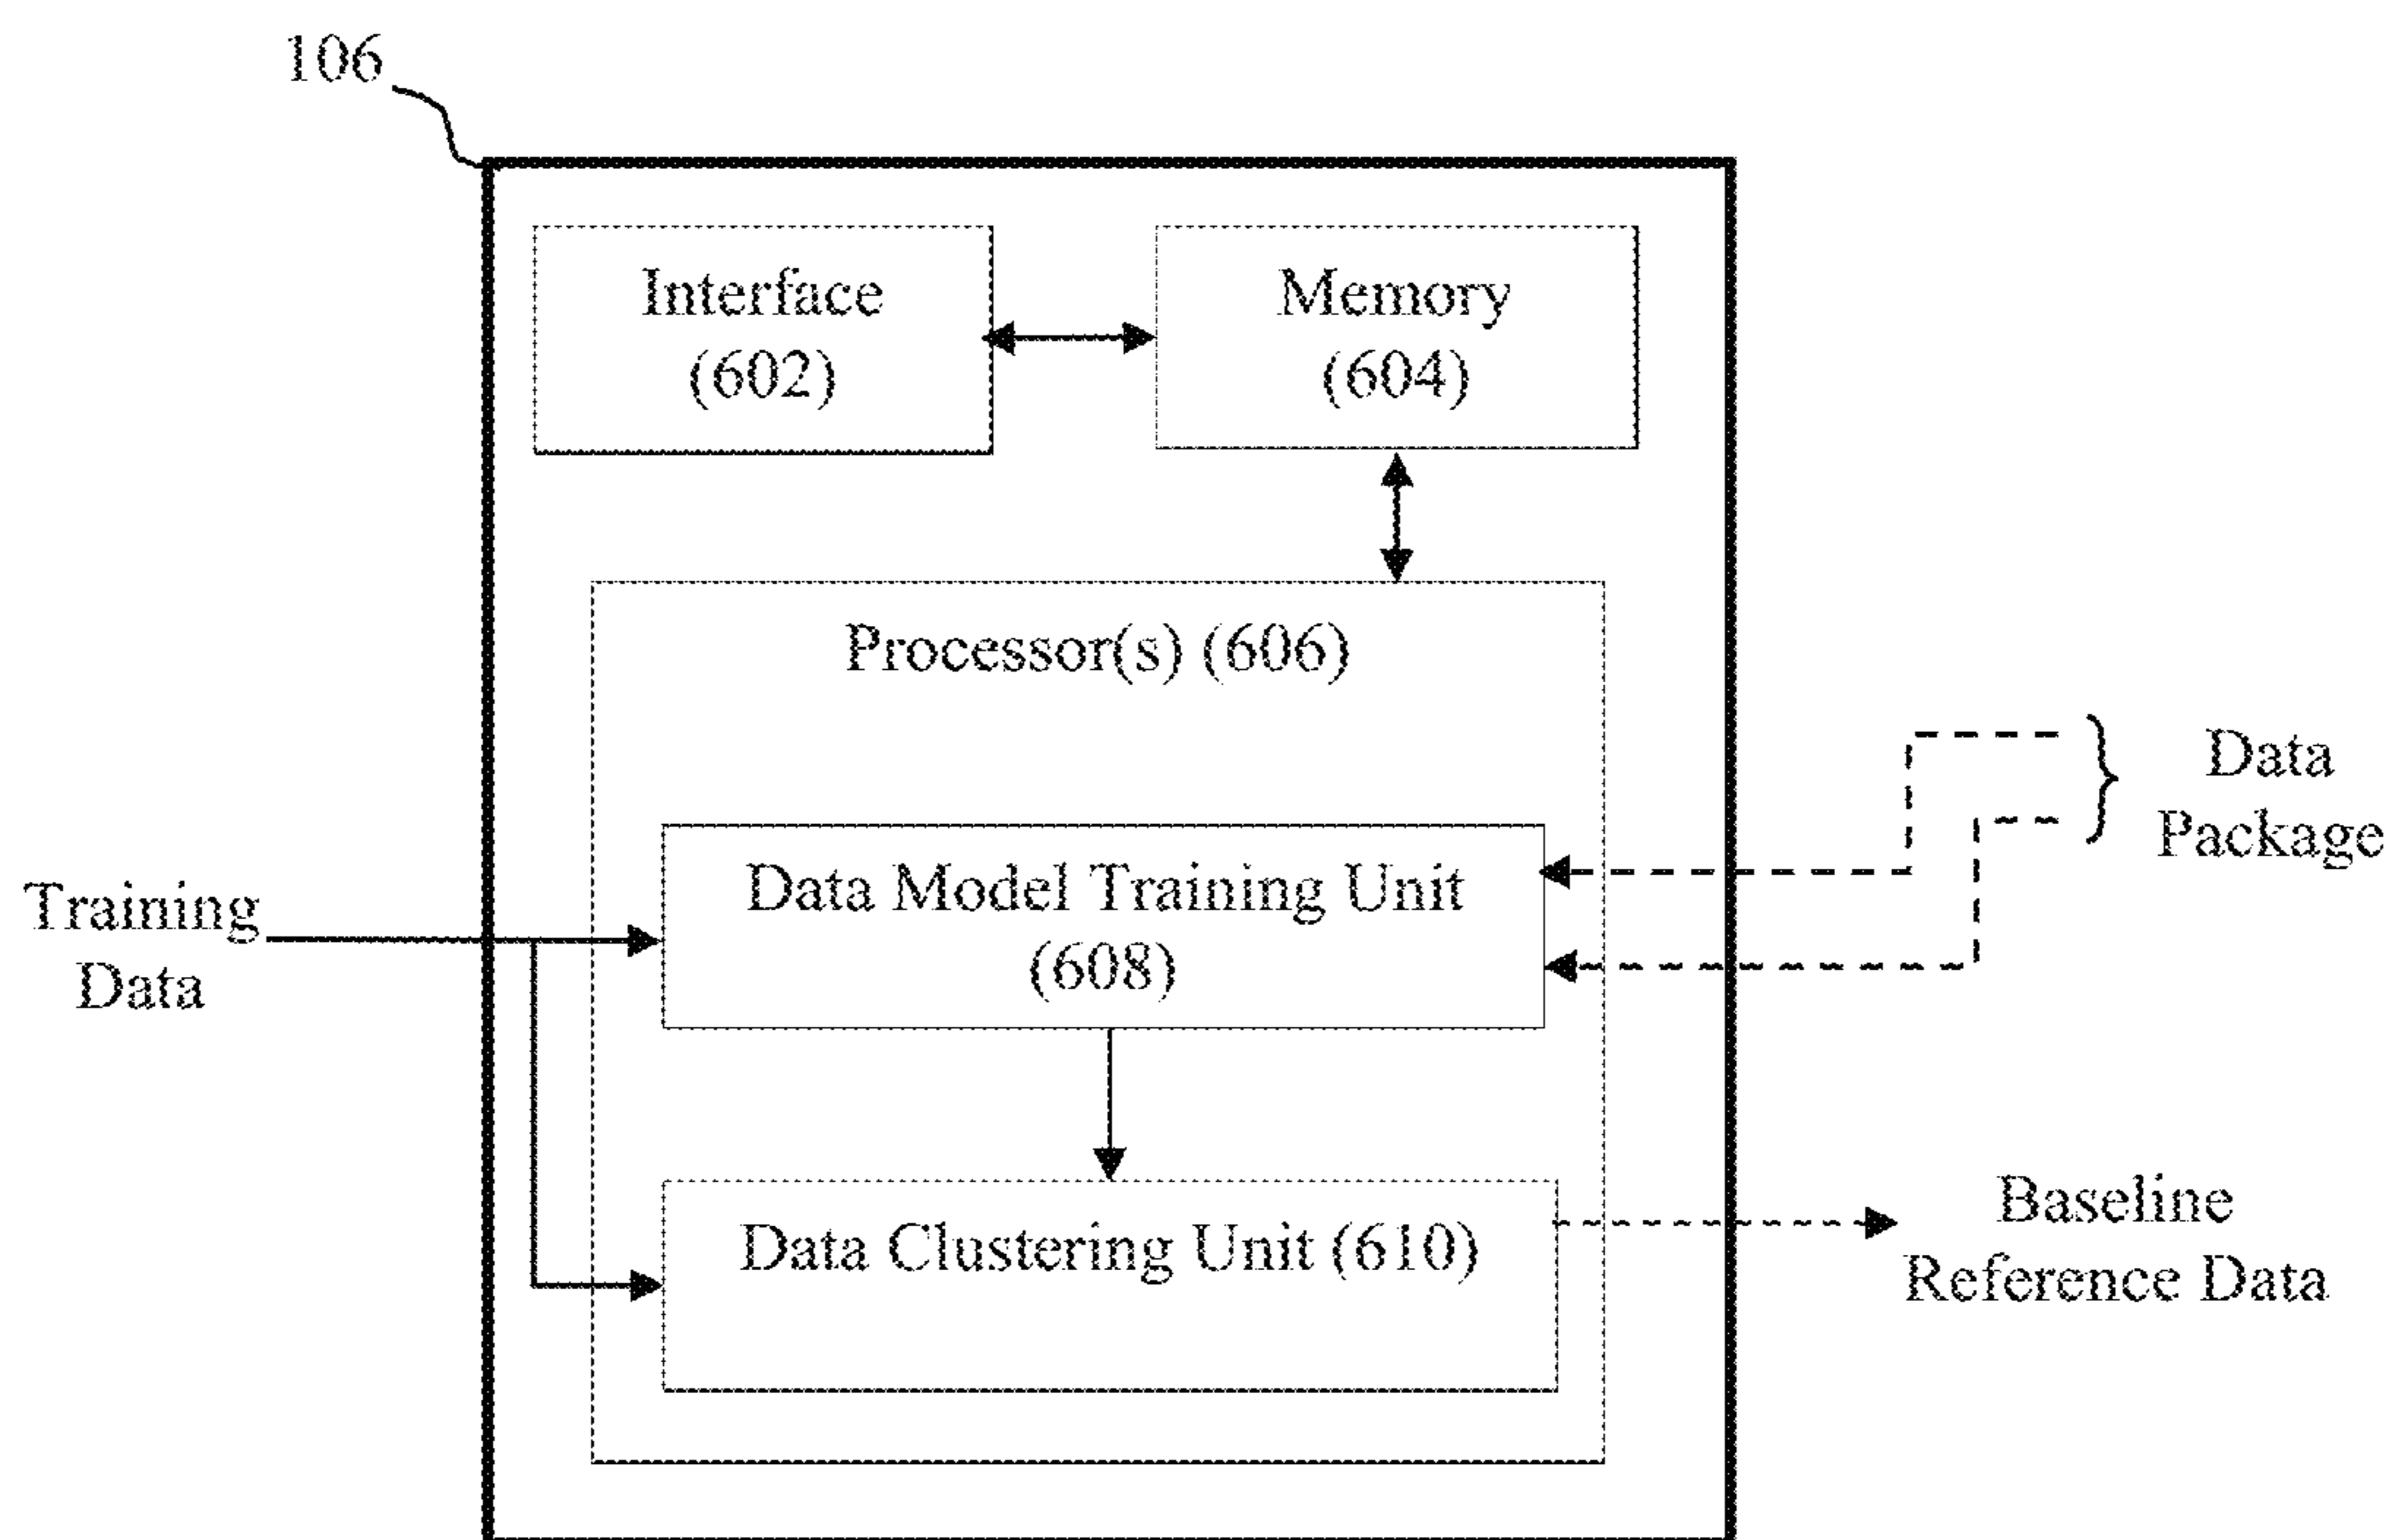 106
Interface
(602)
Memory
(604)
Processor(s) (606)
Data
Package
Data Model Training Unit
(608)
Training
Data
Data Clustering Unit (610)
Baseline
Reference Data